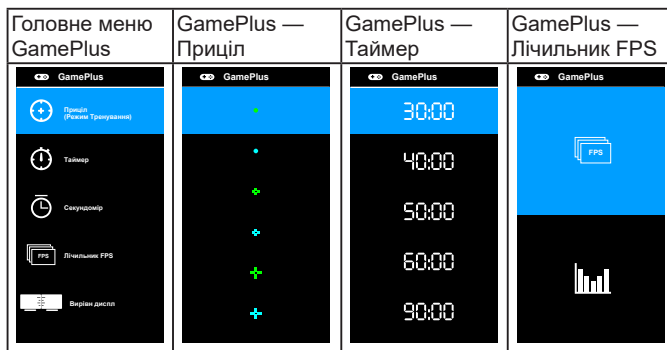 Головне меню
GamePlus
GamePlus —
Приціл
GamePlus —
Таймер
GamePlus —
Лічильник FPS
GamePlus
Приціл
(Режим Тренування)
Таймер
Секундомір
FPS
Лічильник FPS
Вирівн диспл
GamePlus
GamePlus
30:00
40:00
50:00
60:00
90:00
GamePlus
FPS